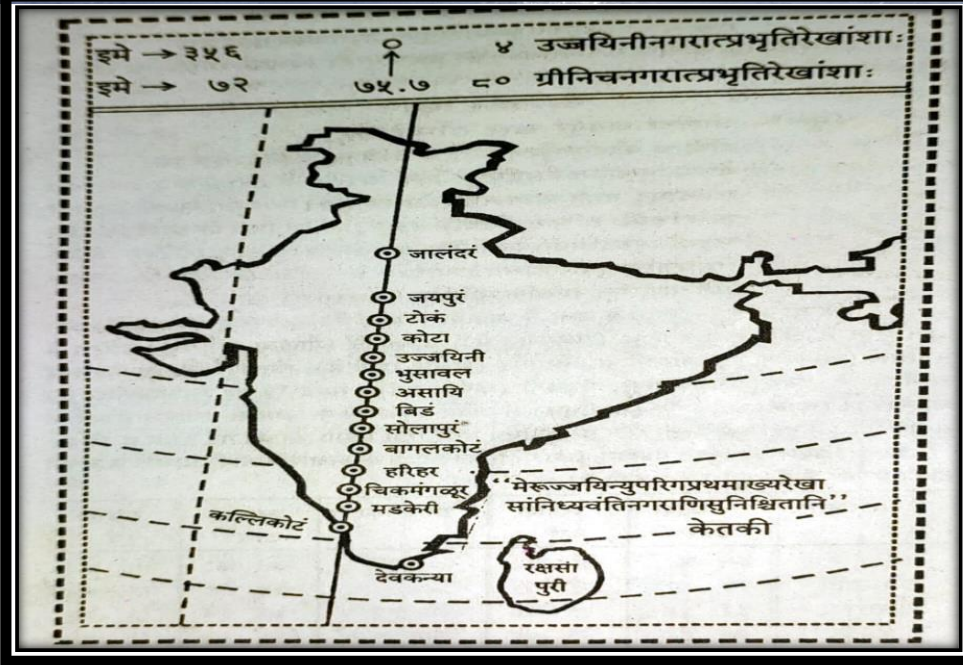 इमे → ३५६ ० ४ उज्जयिनीनगरात्प्रभृतिरेखांशाः
इमे → ७२ ७५.७ ८० ग्रीनिचनगरात्प्रभृतिरेखांशाः
जालंदरं
जयपुरं
टोंकं
कोटा
उज्जयिनी
भुसावल
असायि
बिडं
सोलापुरं
बागलकोटं
हरिहर
चिकमंगळूर
मडकेरी
"मेरूज्जयिन्युपरिगप्रथमाख्यरेखा
सांनिध्यवंतिनगराणिसुनिश्चितानि"
केतकी
कल्लिकोटं
देवकन्या
रक्षसां
पुरी